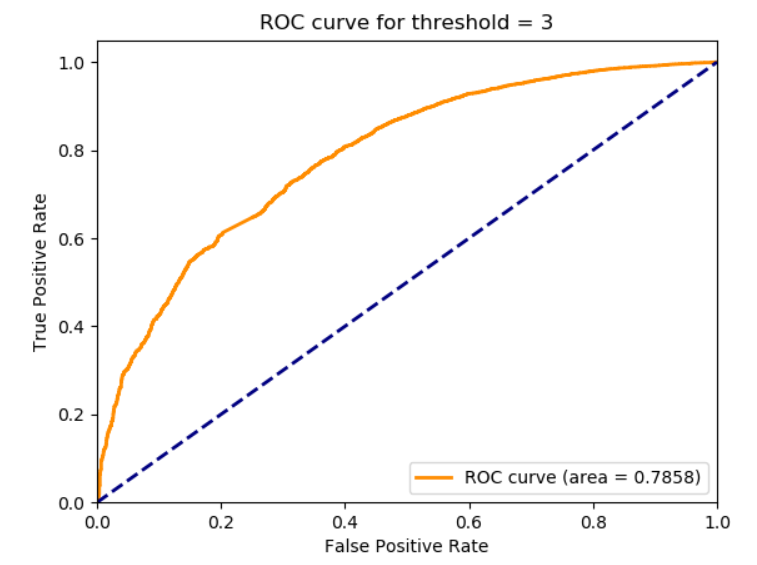 ROC curve for threshold = 3
1.0
0.8
0.6
0.4
0.2
0.0
True Positive Rate
ROC curve (area = 0.7858)
0.0 0.2 0.4 0.6 0.8 1.0
False Positive Rate